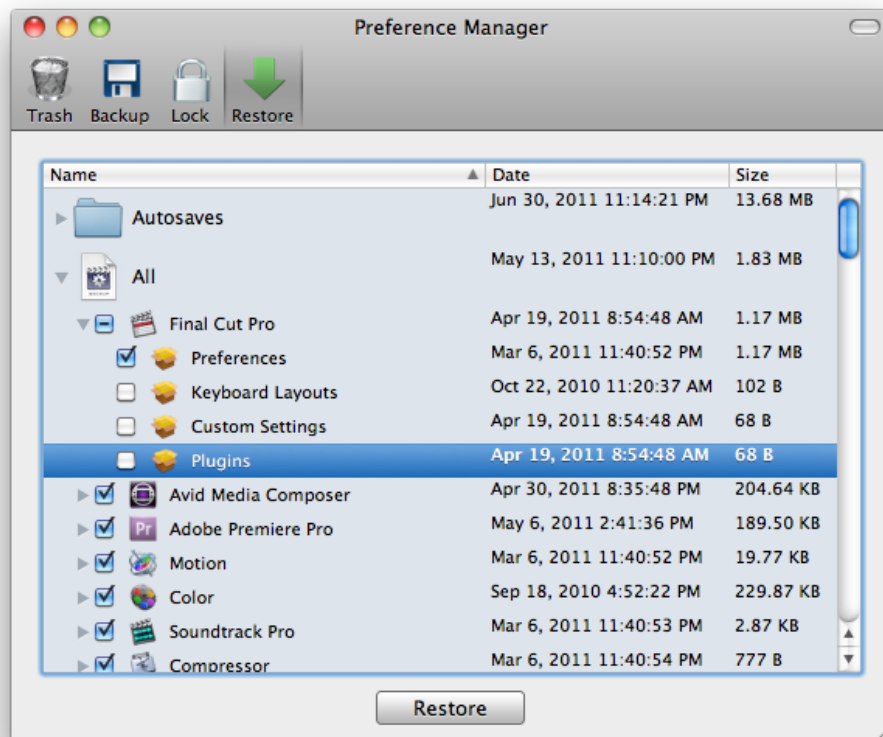 Preference Manager
Trash Backup Lock Restore
Name Date Size
Autosaves Jun 30, 2011 11:14:21 PM 13.68 MB
All May 13, 2011 11:10:00 PM 1.83 MB
Final Cut Pro Apr 19, 2011 8:54:48 AM 1.17 MB
Preferences Mar 6, 2011 11:40:52 PM 1.17 MB
Keyboard Layouts Oct 22, 2010 11:20:37 AM 102 B
Custom Settings Apr 19, 2011 8:54:48 AM 68 B
Plugins Apr 19, 2011 8:54:48 AM 68 B
Avid Media Composer Apr 30, 2011 8:35:48 PM 204.64 KB
Pr Adobe Premiere Pro May 6, 2011 2:41:36 PM 189.50 KB
Motion Mar 6, 2011 11:40:52 PM 19.77 KB
Color Sep 18, 2010 4:52:22 PM 229.87 KB
Soundtrack Pro Mar 6, 2011 11:40:53 PM 2.87 KB
Compressor Mar 6, 2011 11:40:54 PM 777 B
Restore